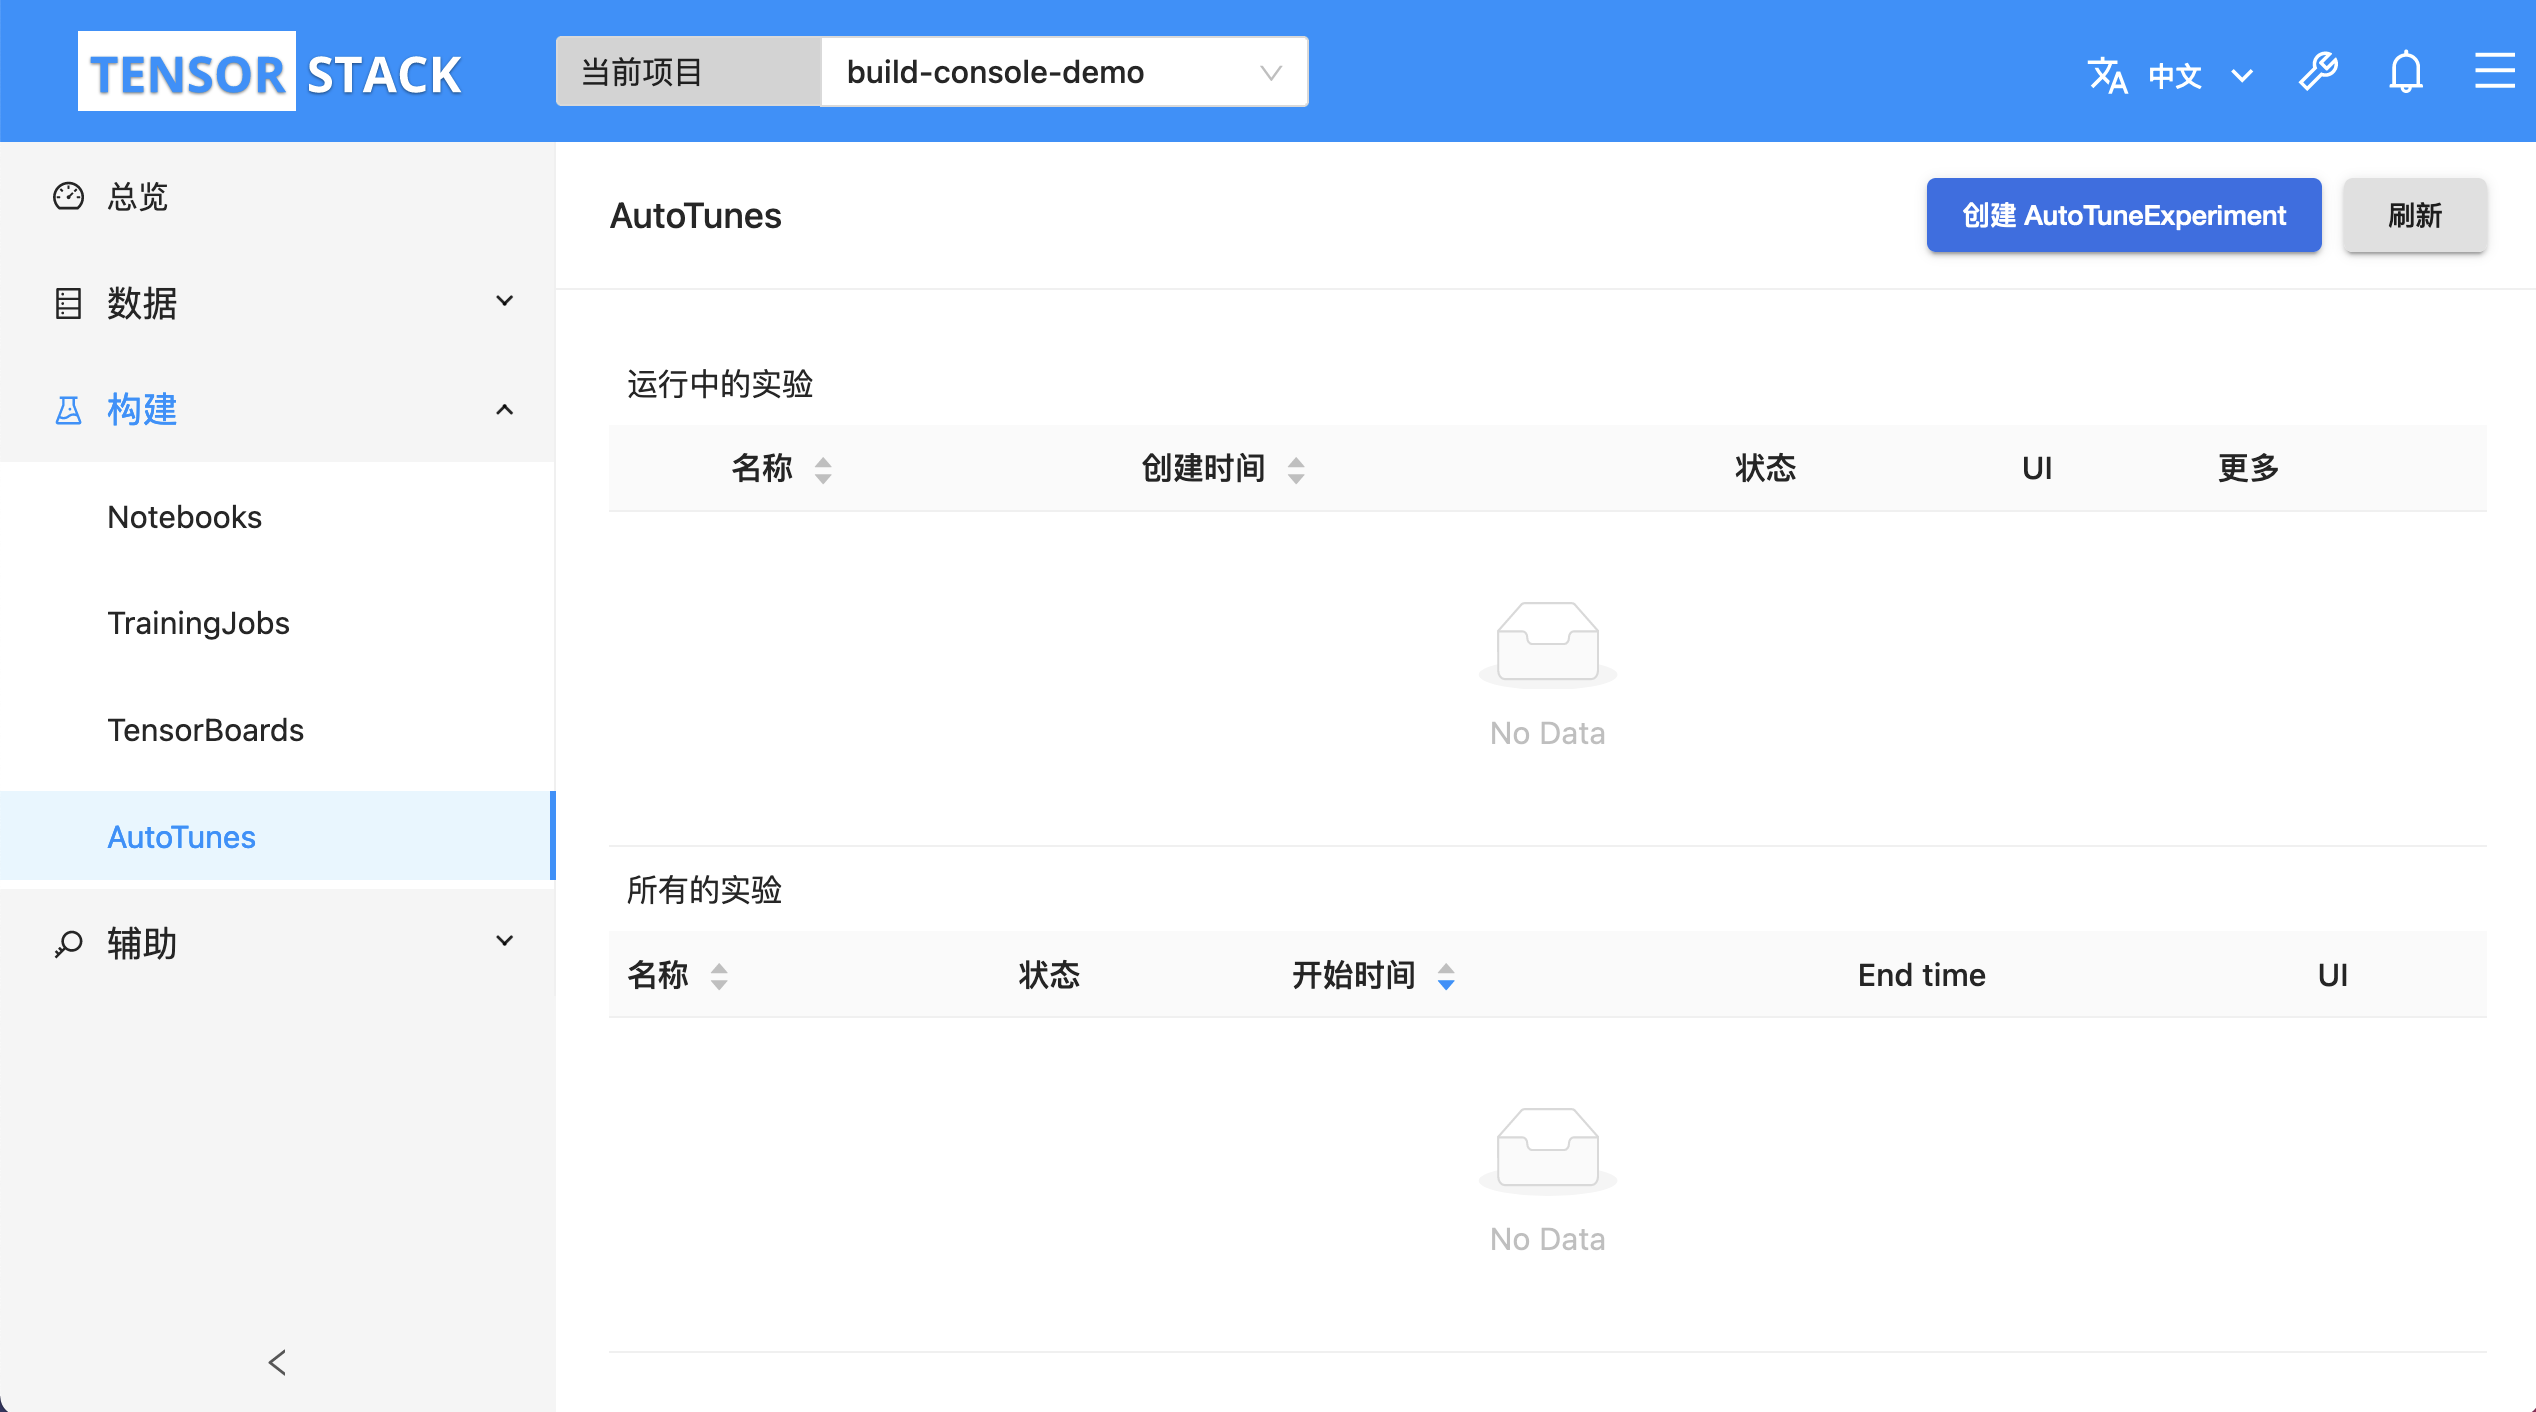 TENSOR STACK
当前项目 build-console-demo 中文
总览
数据
构建
Notebooks
TrainingJobs
TensorBoards
AutoTunes
辅助
AutoTunes 创建 AutoTuneExperiment 刷新
运行中的实验
名称 创建时间 状态 UI 更多
No Data
所有的实验
名称 状态 开始时间 End time UI
No Data